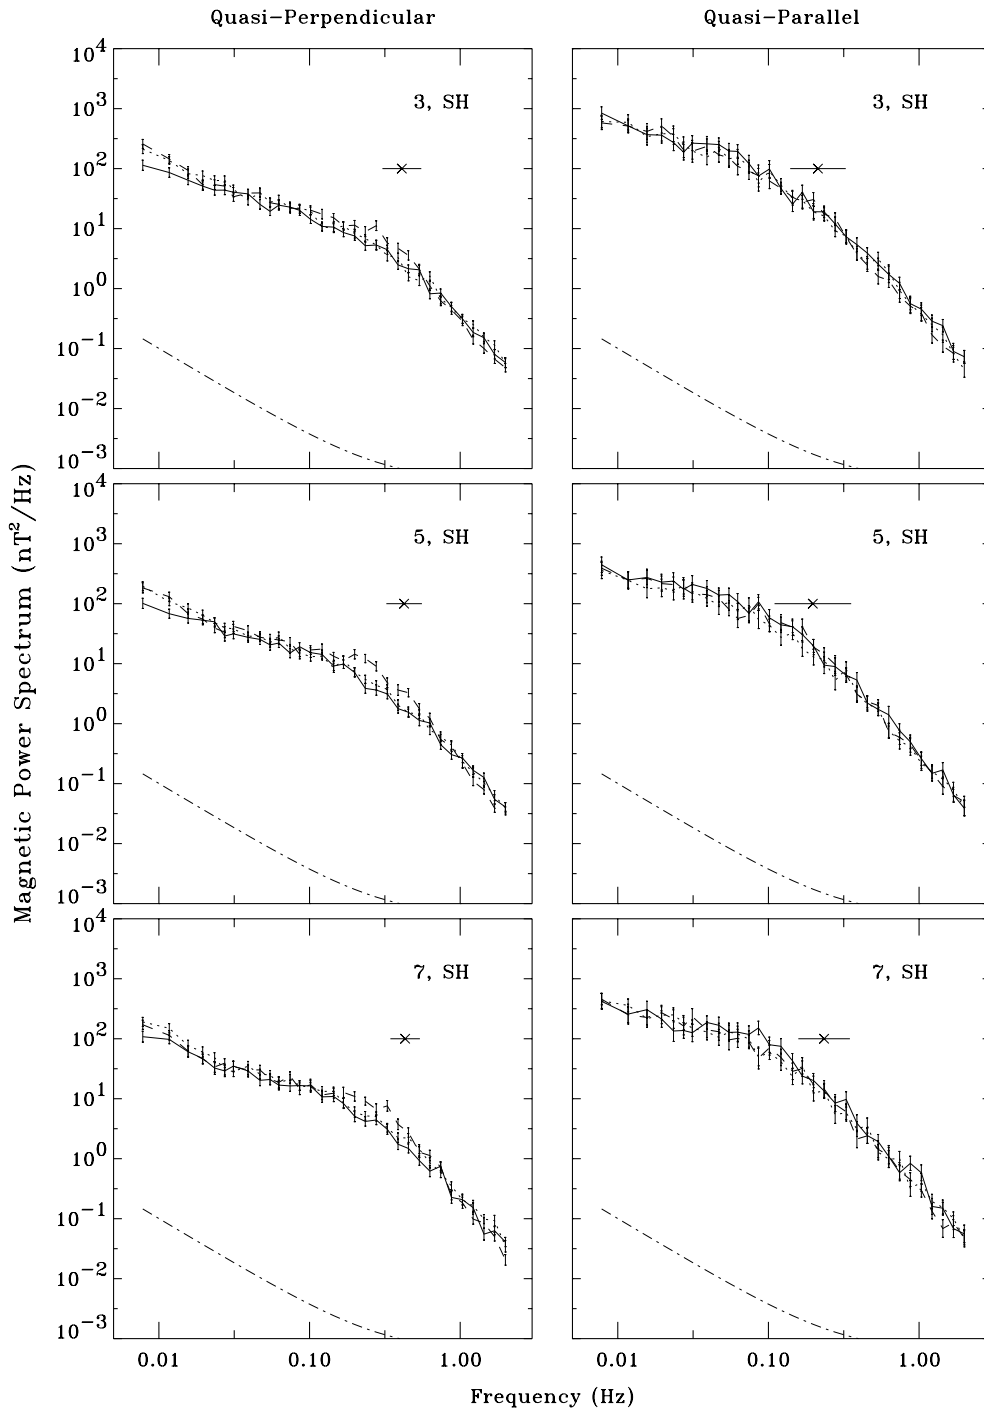 Quasi-Perpendicular
Quasi-Parallel
10^4
10^3
10^2
10^1
10^0
10^-1
10^-2
10^-3
3, SH
3, SH
10^3
10^2
10^1
10^0
10^-1
10^-2
10^-3
5, SH
5, SH
10^4
10^3
10^2
10^1
10^0
10^-1
10^-2
10^-3
7, SH
7, SH
Magnetic Power Spectrum (nT^2/Hz)
0.01 0.10 1.00
0.01 0.10 1.00
Frequency (Hz)